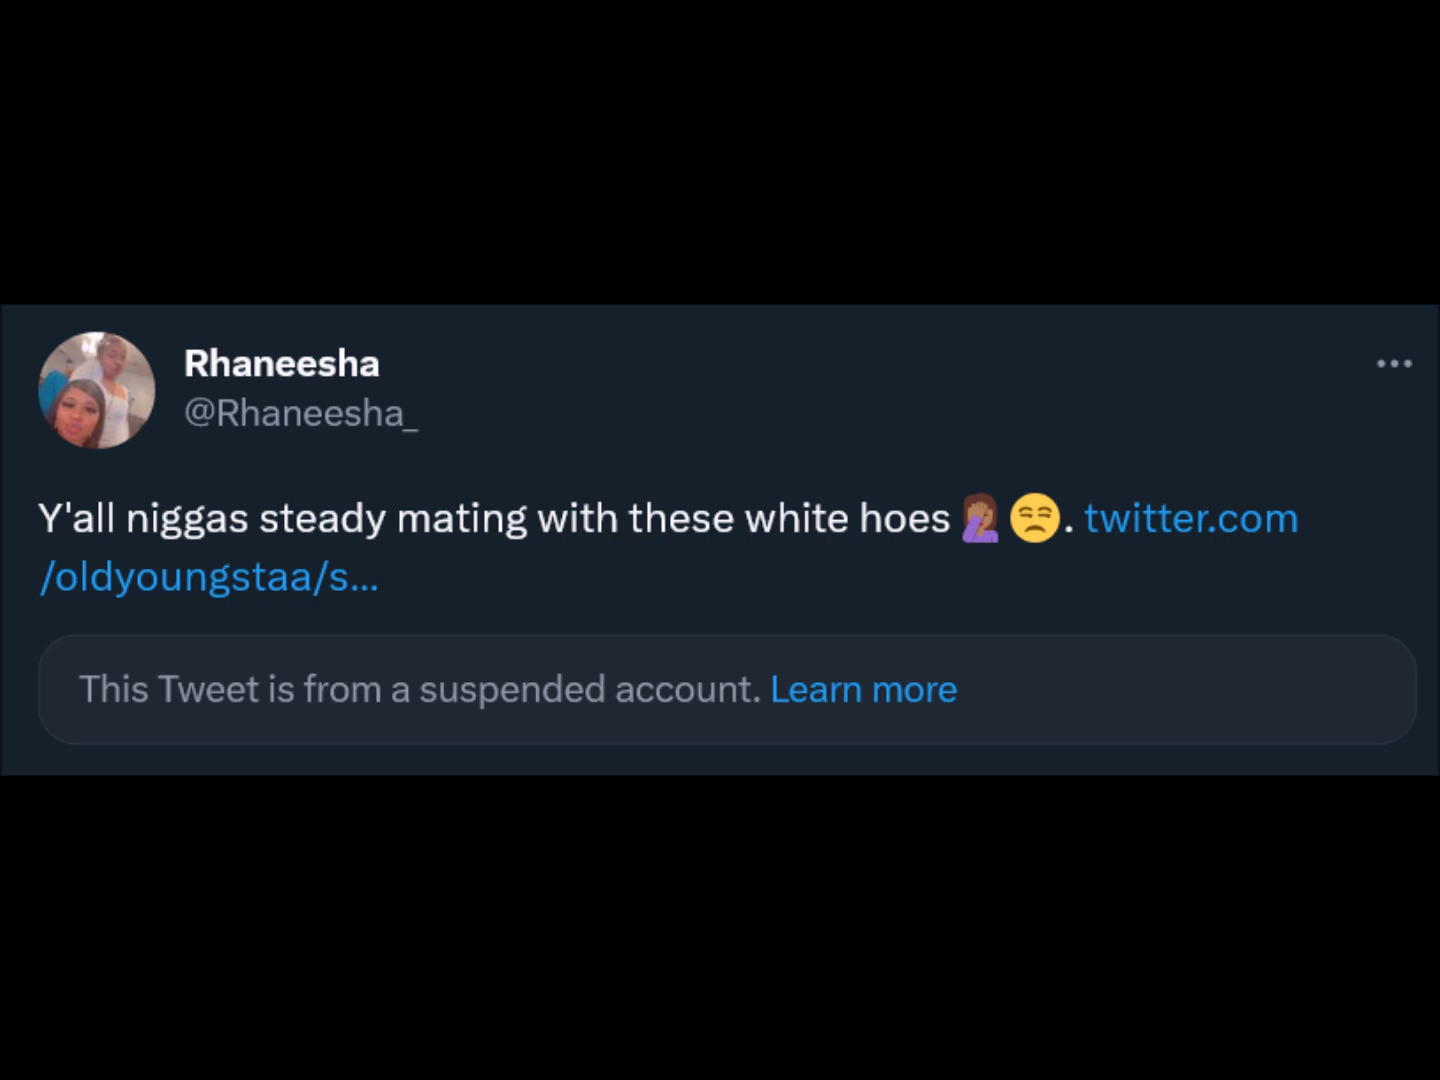 Rhaneesha
@Rhaneesha_
Y'all niggas steady mating with these white hoes 🤦🏾‍♀️😒. twitter.com
/oldyoungstaa/s...
This Tweet is from a suspended account. Learn more